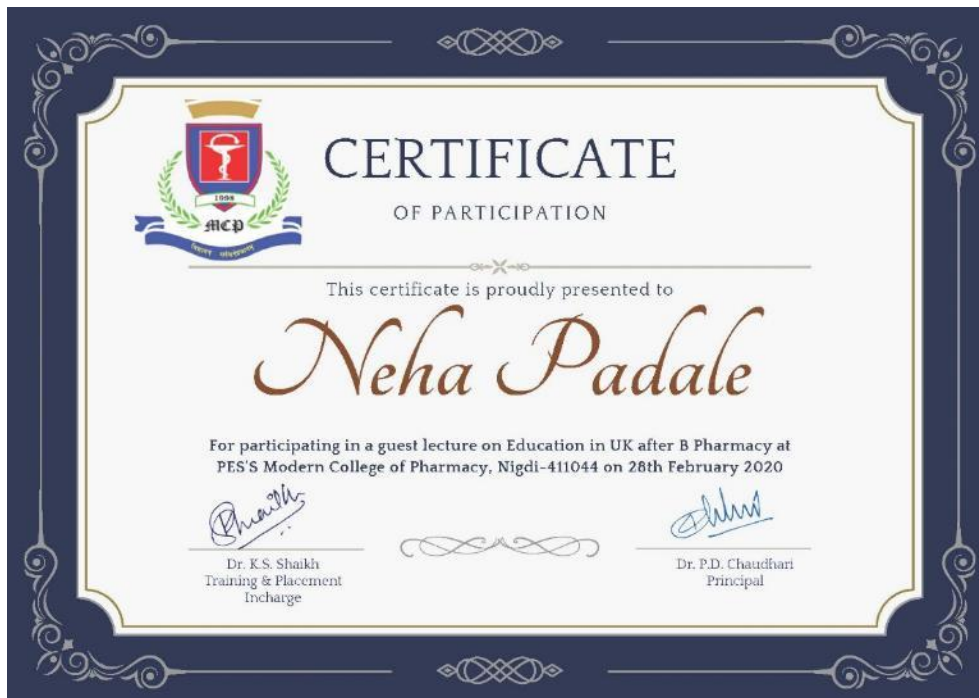 CERTIFICATE
OF PARTICIPATION
1998
MCP
This certificate is proudly presented to
Neha Padale
For participating in a guest lecture on Education in UK after B Pharmacy at
PES'S Modern College of Pharmacy, Nigdi-411044 on 28th February 2020
Dr. K.S. Shaikh
Training & Placement
Incharge
Dr. P.D. Chaudhari
Principal